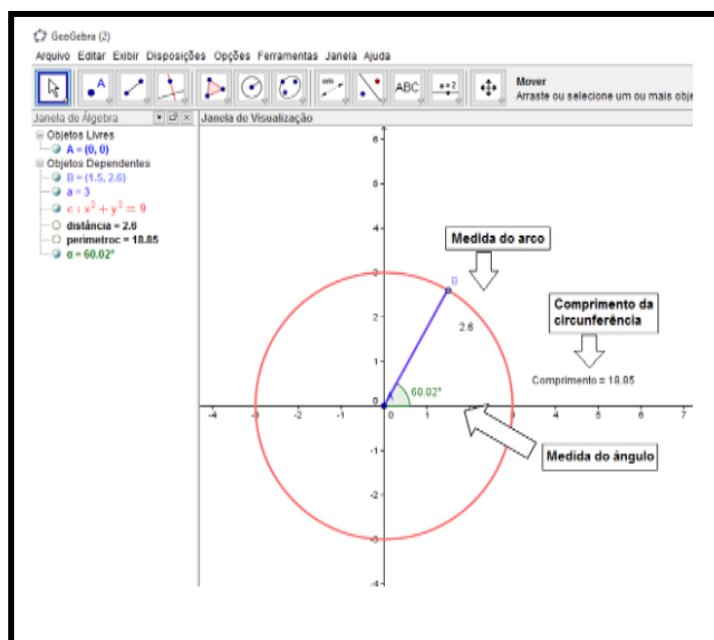 GeoGebra (2)
Arquivo Editar Exibir Disposições Opções Ferramentas Janela Ajuda
A
ABC
a=2
Mover
Arraste ou selecione um ou mais obje
Janela de Álgebra
Janela de Visualização
Objetos Livres
A = (0, 0)
Objetos Dependentes
B = (1.5, 2.6)
a = 3
c : x² + y² = 9
distância = 2.6
perimetroc = 18.85
α = 60.02°
6
5
4
3
2
1
0
-1
-2
-3
-4
-4 -3 -2 -1 0 1 2 3 4 5 6 7
Medida do arco
B
2.6
Comprimento da
circunferência
Comprimento = 18.85
A
60.02°
Medida do ângulo